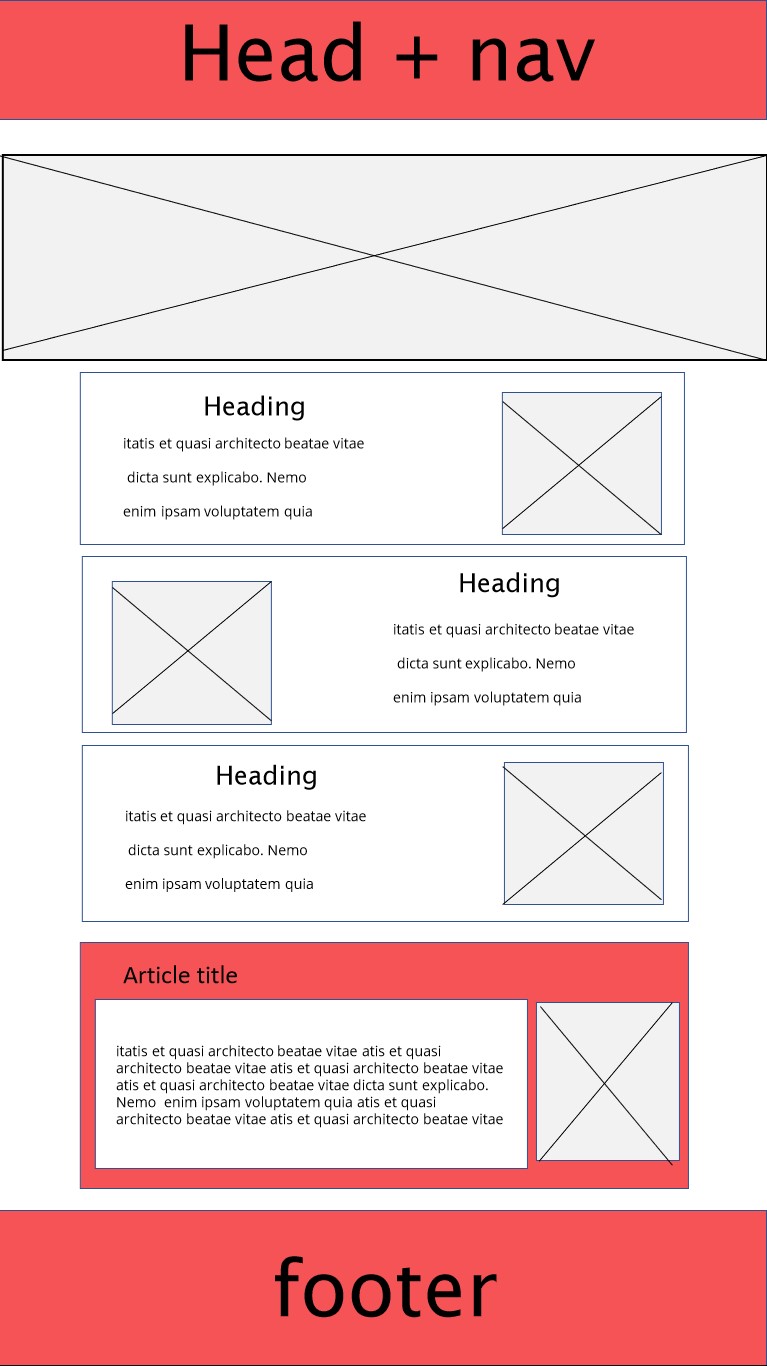 Head + nav
Heading
itatis et quasi architecto beatae vitae
dicta sunt explicabo. Nemo
enim ipsam voluptatem quia
Heading
itatis et quasi architecto beatae vitae
dicta sunt explicabo. Nemo
enim ipsam voluptatem quia
Heading
itatis et quasi architecto beatae vitae
dicta sunt explicabo. Nemo
enim ipsam voluptatem quia
Article title
itatis et quasi architecto beatae vitae atis et quasi
architecto beatae vitae atis et quasi architecto beatae vitae
atis et quasi architecto beatae vitae dicta sunt explicabo.
Nemo  enim ipsam voluptatem quia atis et quasi
architecto beatae vitae atis et quasi architecto beatae vitae
footer